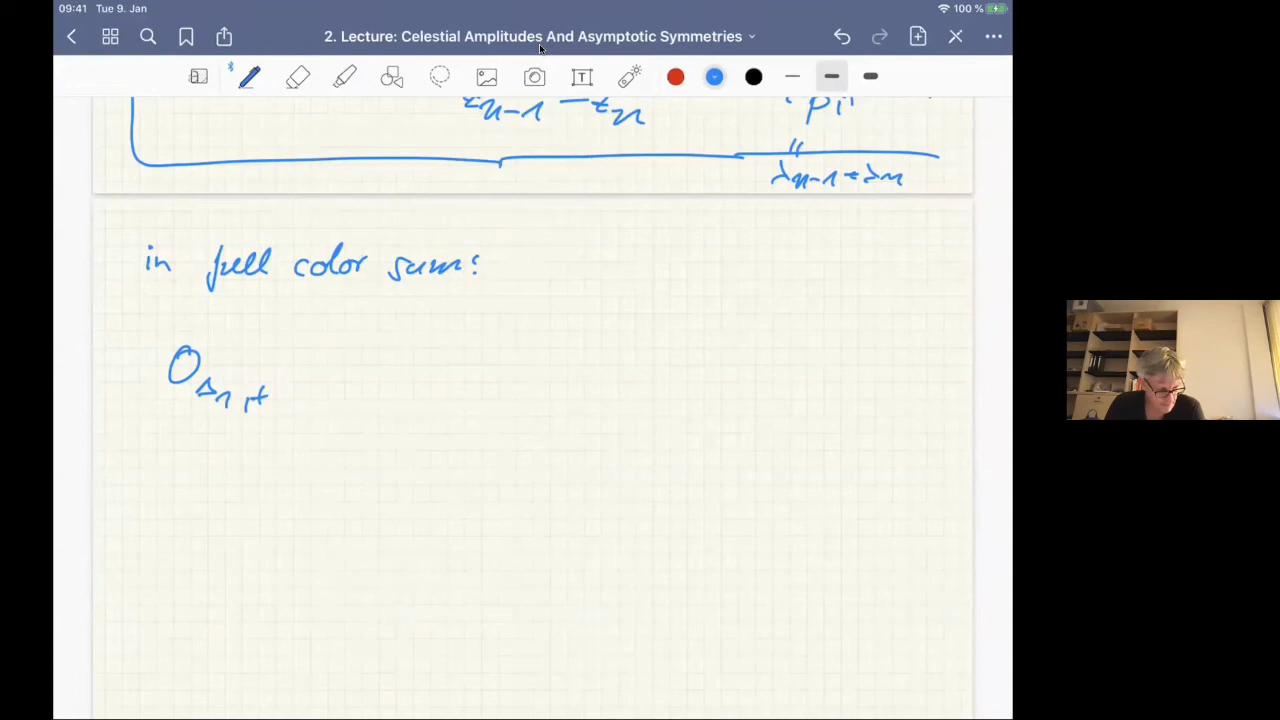 09:41 Tue 9. Jan 100 %
2. Lecture: Celestial Amplitudes And Asymptotic Symmetries
z_{n-1} - z_n
λ_{n-1} + λ_n
in full color sum:
O_{Δ_1,+}